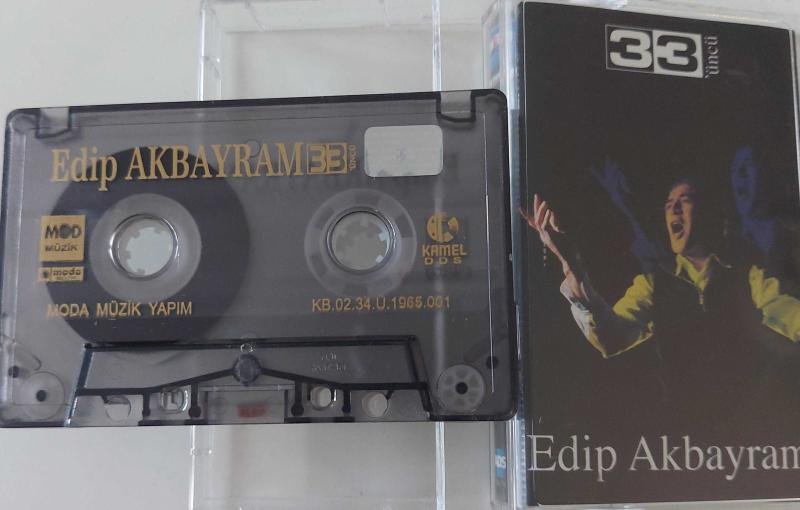 Edip AKBAYRAM 33 'üncü
MOD
MÜZİK
moda
MODA MÜZİK YAPIM
KAMEL
DDS
KB.02.34.U.1965.001
33 'üncü
Edip Akbayram